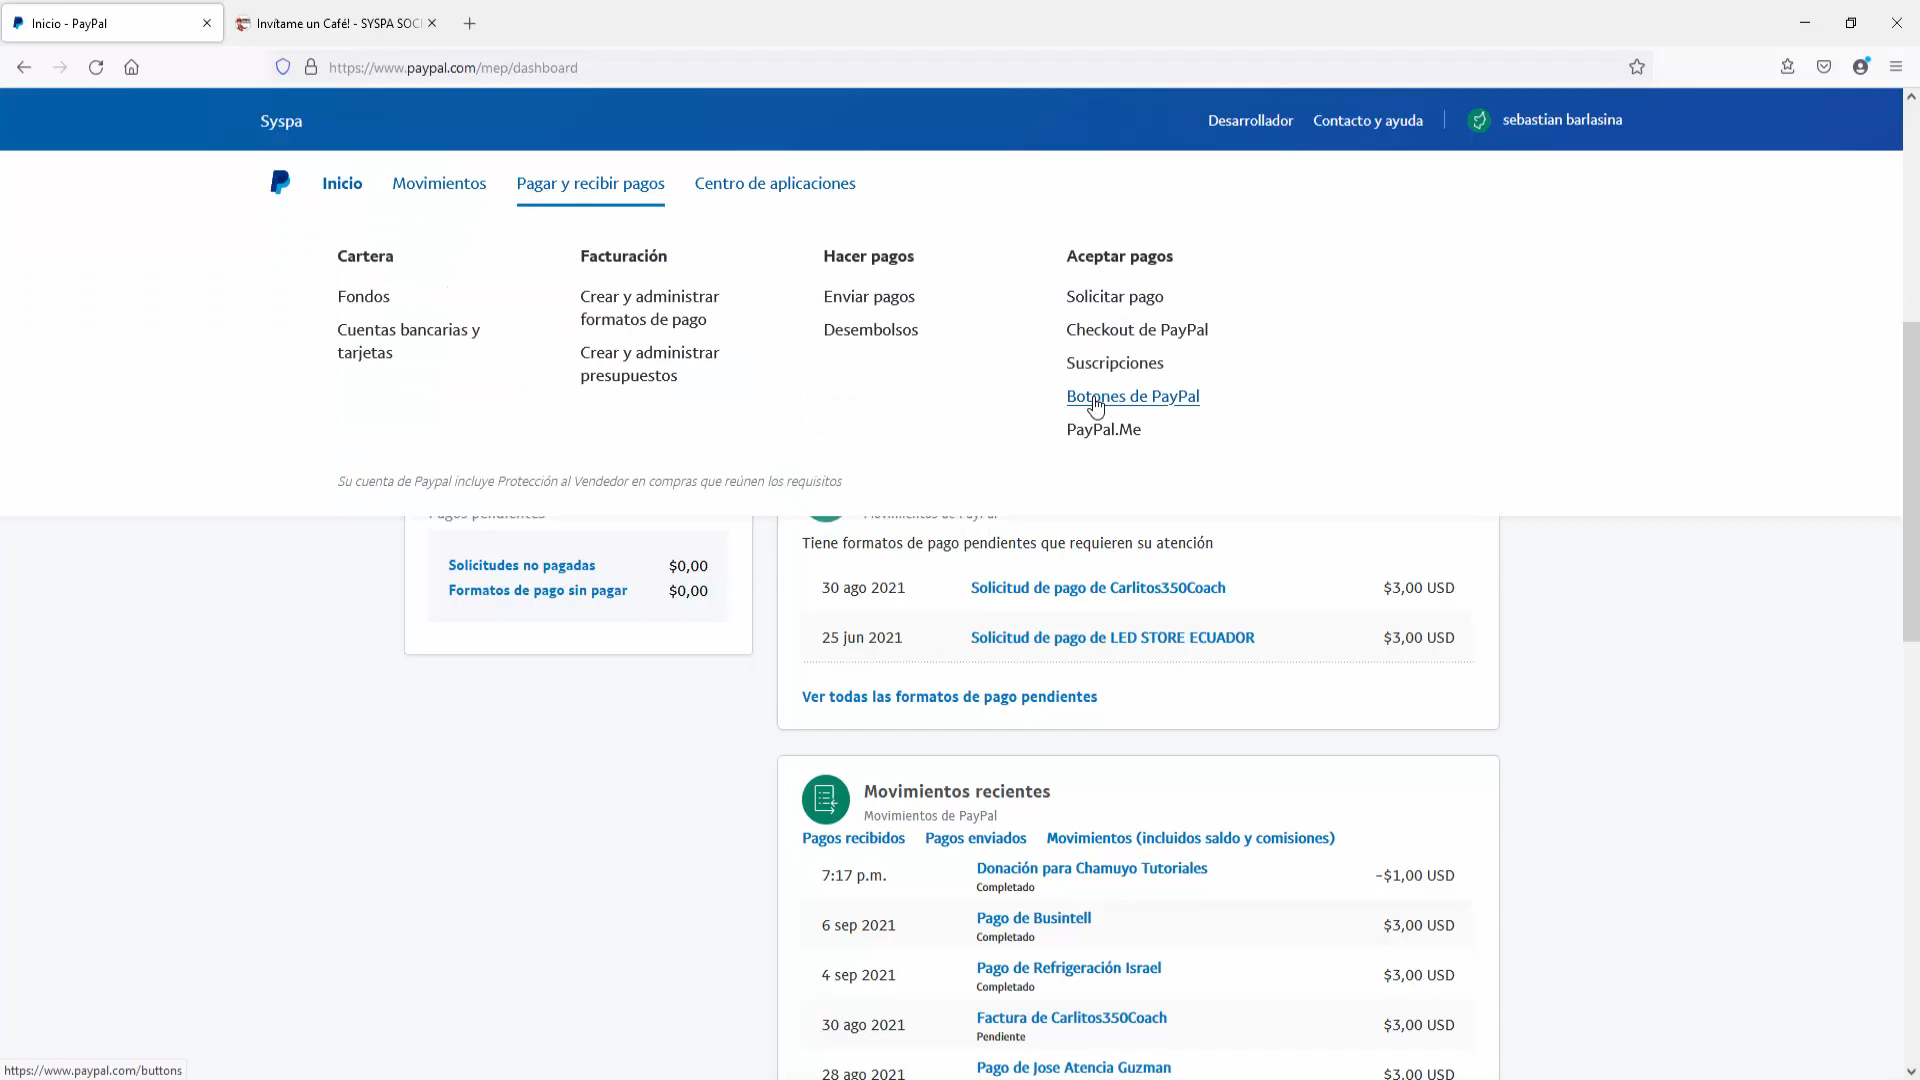 Inicio - PayPal
Invítame un Café! - SYSPA SOC
https://www.paypal.com/mep/dashboard
Syspa
Desarrollador
Contacto y ayuda
sebastian barlasina
Inicio
Movimientos
Pagar y recibir pagos
Centro de aplicaciones
Cartera
Fondos
Cuentas bancarias y
tarjetas
Facturación
Crear y administrar
formatos de pago
Crear y administrar
presupuestos
Hacer pagos
Enviar pagos
Desembolsos
Aceptar pagos
Solicitar pago
Checkout de PayPal
Suscripciones
Botones de PayPal
PayPal.Me
Su cuenta de Paypal incluye Protección al Vendedor en compras que reúnen los requisitos
Pagos pendientes
Solicitudes no pagadas $0,00
Formatos de pago sin pagar $0,00
Movimientos de PayPal
Tiene formatos de pago pendientes que requieren su atención
30 ago 2021 Solicitud de pago de Carlitos350Coach $3,00 USD
25 jun 2021 Solicitud de pago de LED STORE ECUADOR $3,00 USD
Ver todas las formatos de pago pendientes
Movimientos recientes
Movimientos de PayPal
Pagos recibidos Pagos enviados Movimientos (incluidos saldo y comisiones)
7:17 p.m. Donación para Chamuyo Tutoriales -$1,00 USD
Completado
6 sep 2021 Pago de Busintell $3,00 USD
Completado
4 sep 2021 Pago de Refrigeración Israel $3,00 USD
Completado
30 ago 2021 Factura de Carlitos350Coach $3,00 USD
Pendiente
28 ago 2021 Pago de Jose Atencia Guzman $3,00 USD
https://www.paypal.com/buttons